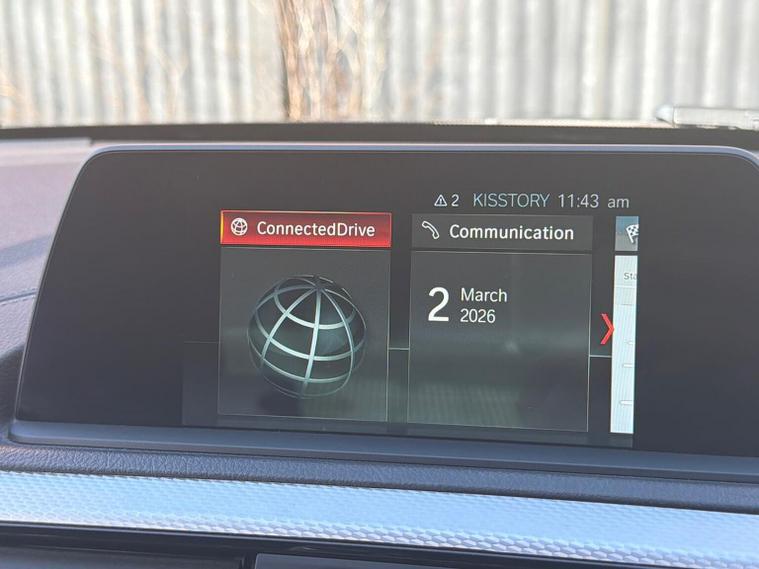 2 KISSTORY 11:43 am
ConnectedDrive
Communication
2
March
2026